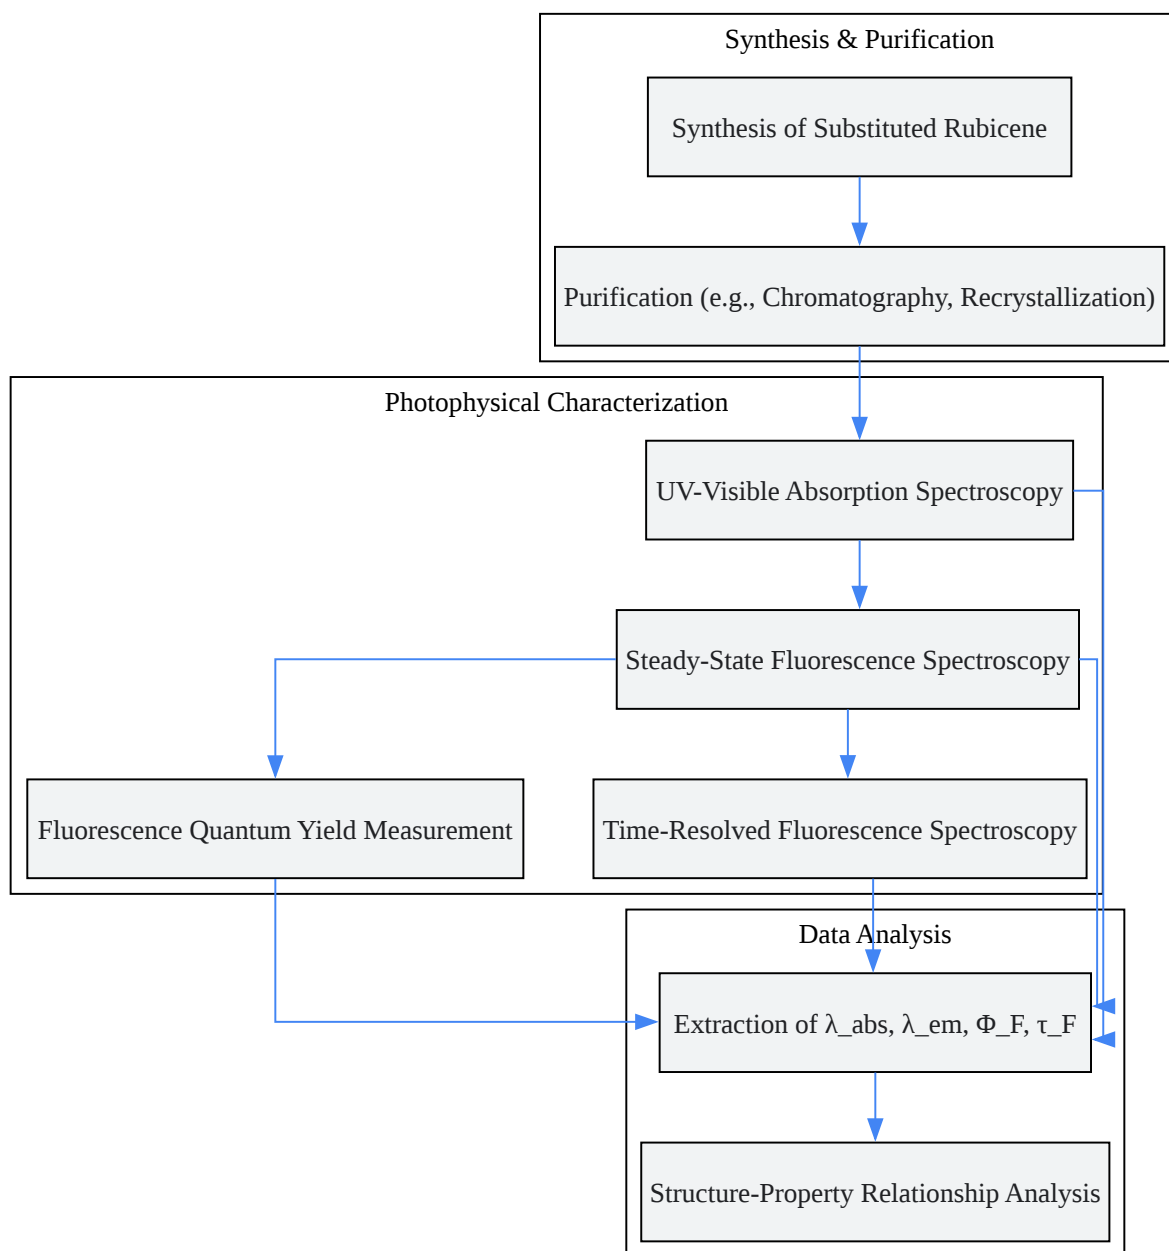 Synthesis & Purification
Synthesis of Substituted Rubicene
Purification (e.g., Chromatography, Recrystallization)
Photophysical Characterization
UV-Visible Absorption Spectroscopy
Steady-State Fluorescence Spectroscopy
Fluorescence Quantum Yield Measurement
Time-Resolved Fluorescence Spectroscopy
Data Analysis
Extraction of λ_abs, λ_em, Φ_F, τ_F
Structure-Property Relationship Analysis